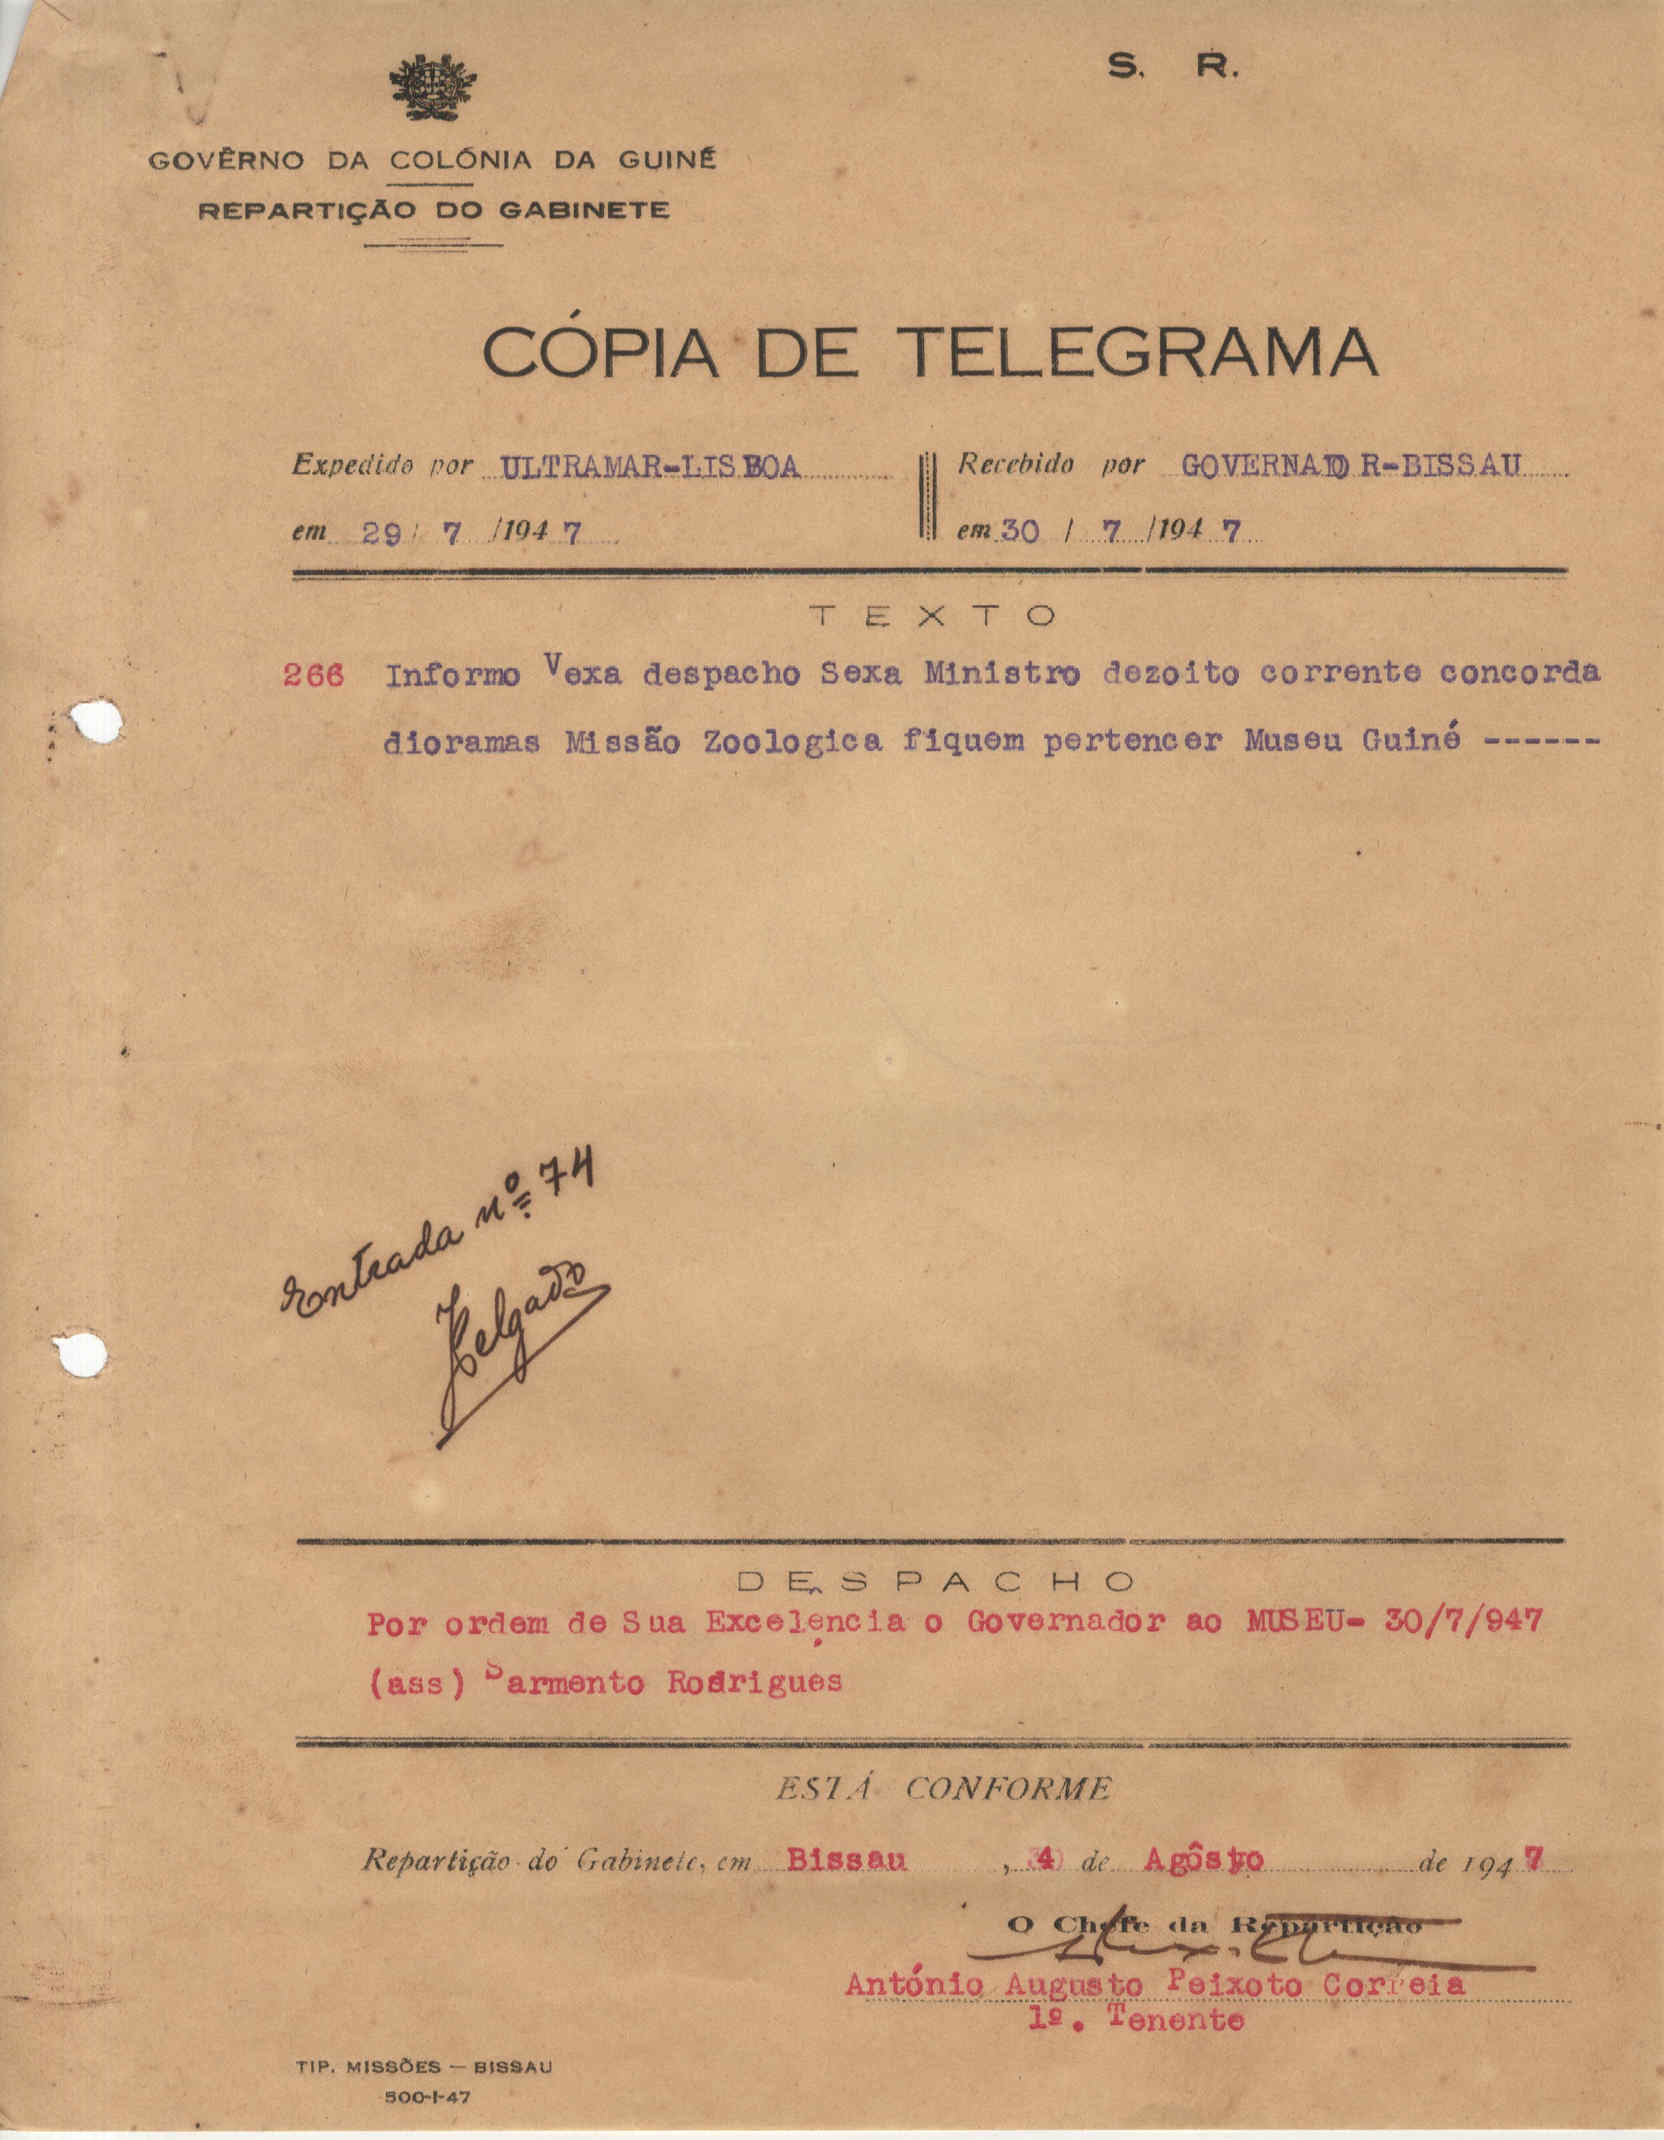 S. R.
GOVÊRNO DA COLÓNIA DA GUINÉ
REPARTIÇÃO DO GABINETE
CÓPIA DE TELEGRAMA
Expedido por ULTRAMAR-LISBOA Recebido por GOVERNADOR-BISSAU
em 29 / 7 /194 7 em 30 / 7 /194 7
TEXTO
266 Informo Vexa despacho Sexa Ministro dezoito corrente concorda
dioramas Missão Zoologica fiquem pertencer Museu Guiné ------
Entrada nº 74
Delgado
DESPACHO
Por ordem de Sua Excelencia o Governador ao MUSEU- 30/7/947
(ass) Sarmento Rodrigues
ESTÁ CONFORME
Repartição do Gabinete, em Bissau , 4 de Agôsto de 194 7
O Chefe da Repartição
António Augusto Peixoto Correia
1º. Tenente
TIP. MISSÕES — BISSAU
500-1-47